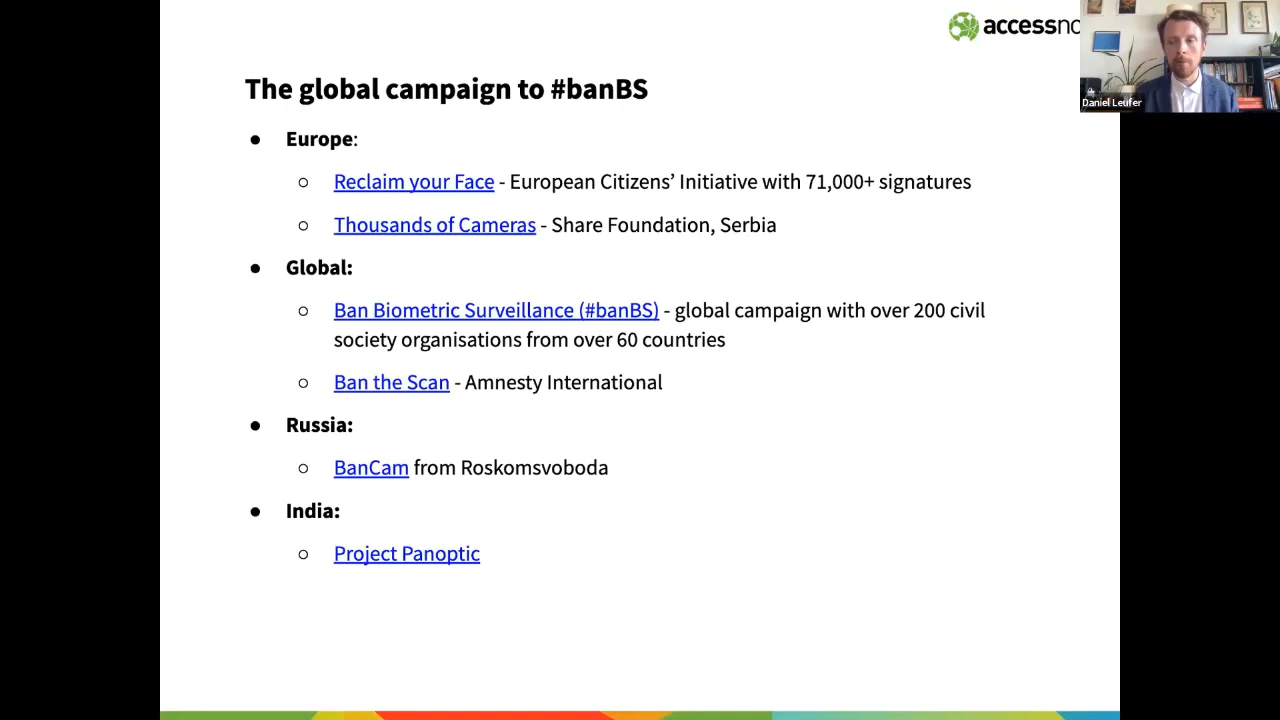 accessno
Daniel Leufer
The global campaign to #banBS
● Europe:
○ Reclaim your Face - European Citizens’ Initiative with 71,000+ signatures
○ Thousands of Cameras - Share Foundation, Serbia
● Global:
○ Ban Biometric Surveillance (#banBS) - global campaign with over 200 civil
society organisations from over 60 countries
○ Ban the Scan - Amnesty International
● Russia:
○ BanCam from Roskomsvoboda
● India:
○ Project Panoptic